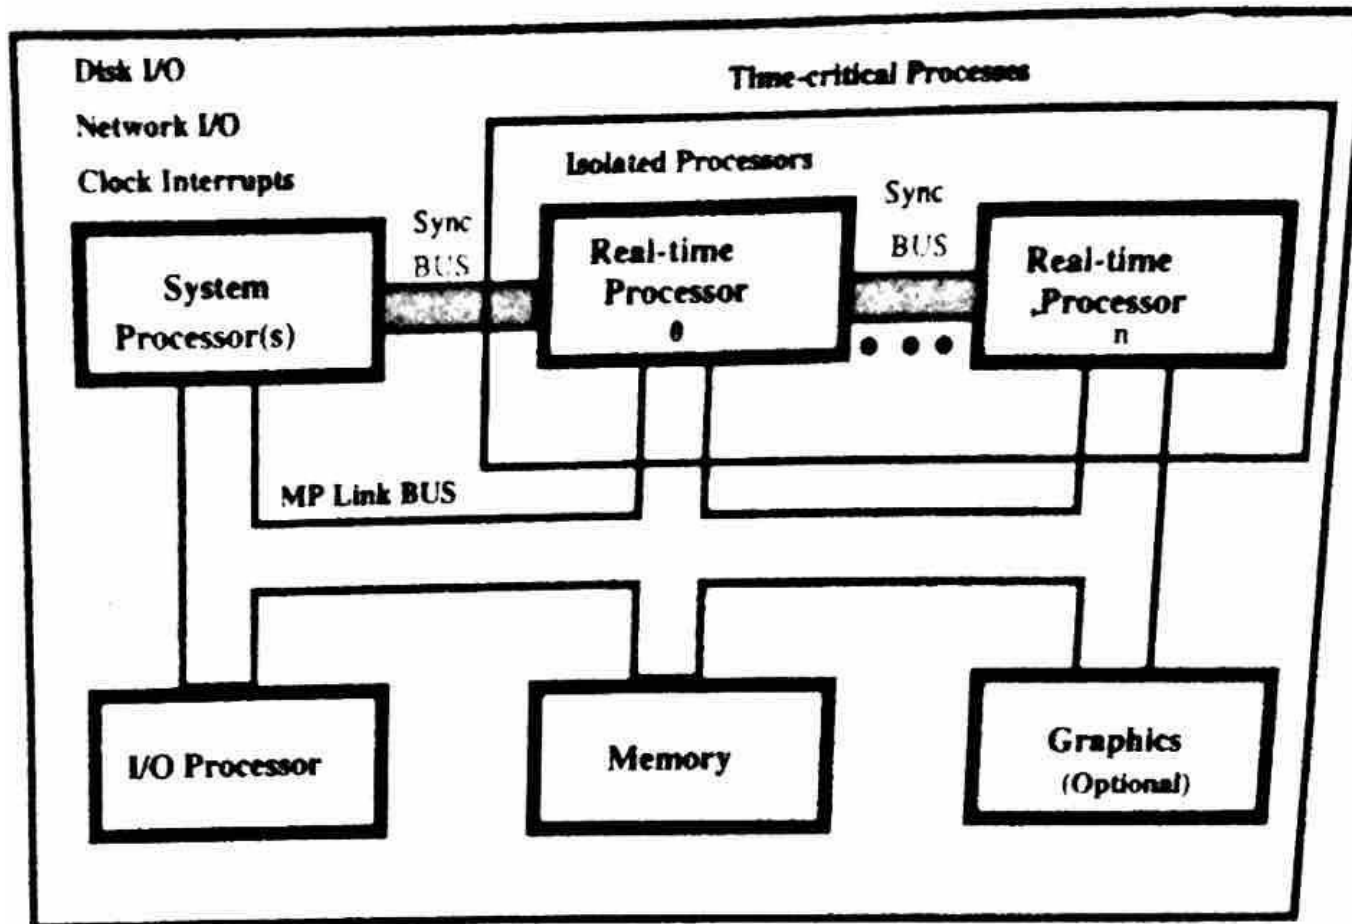 Disk I/O
Network I/O
Clock Interrupts
Time-critical Processes
Isolated Processors
Sync
BUS
Sync
BUS
System
Processor(s)
Real-time
Processor
0
Real-time
Processor
n
MP Link BUS
I/O Processor
Memory
Graphics
(Optional)